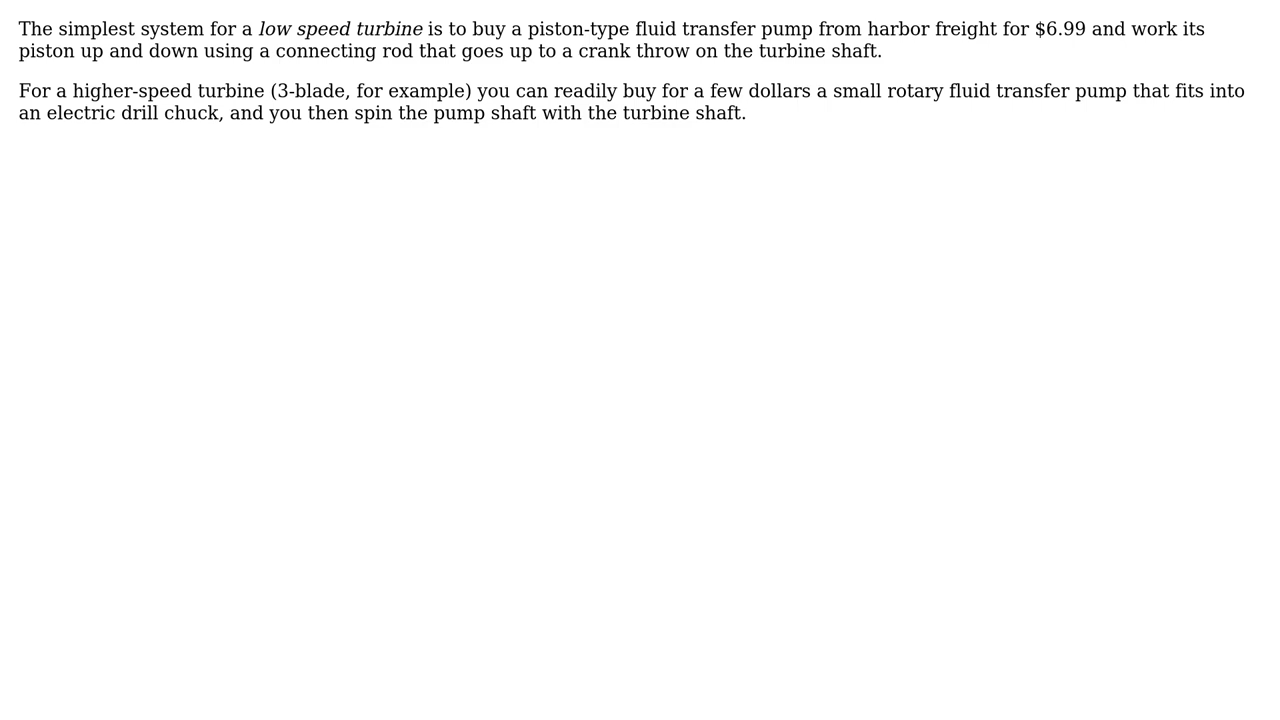 The simplest system for a low speed turbine is to buy a piston-type fluid transfer pump from harbor freight for $6.99 and work its
piston up and down using a connecting rod that goes up to a crank throw on the turbine shaft.
For a higher-speed turbine (3-blade, for example) you can readily buy for a few dollars a small rotary fluid transfer pump that fits into
an electric drill chuck, and you then spin the pump shaft with the turbine shaft.